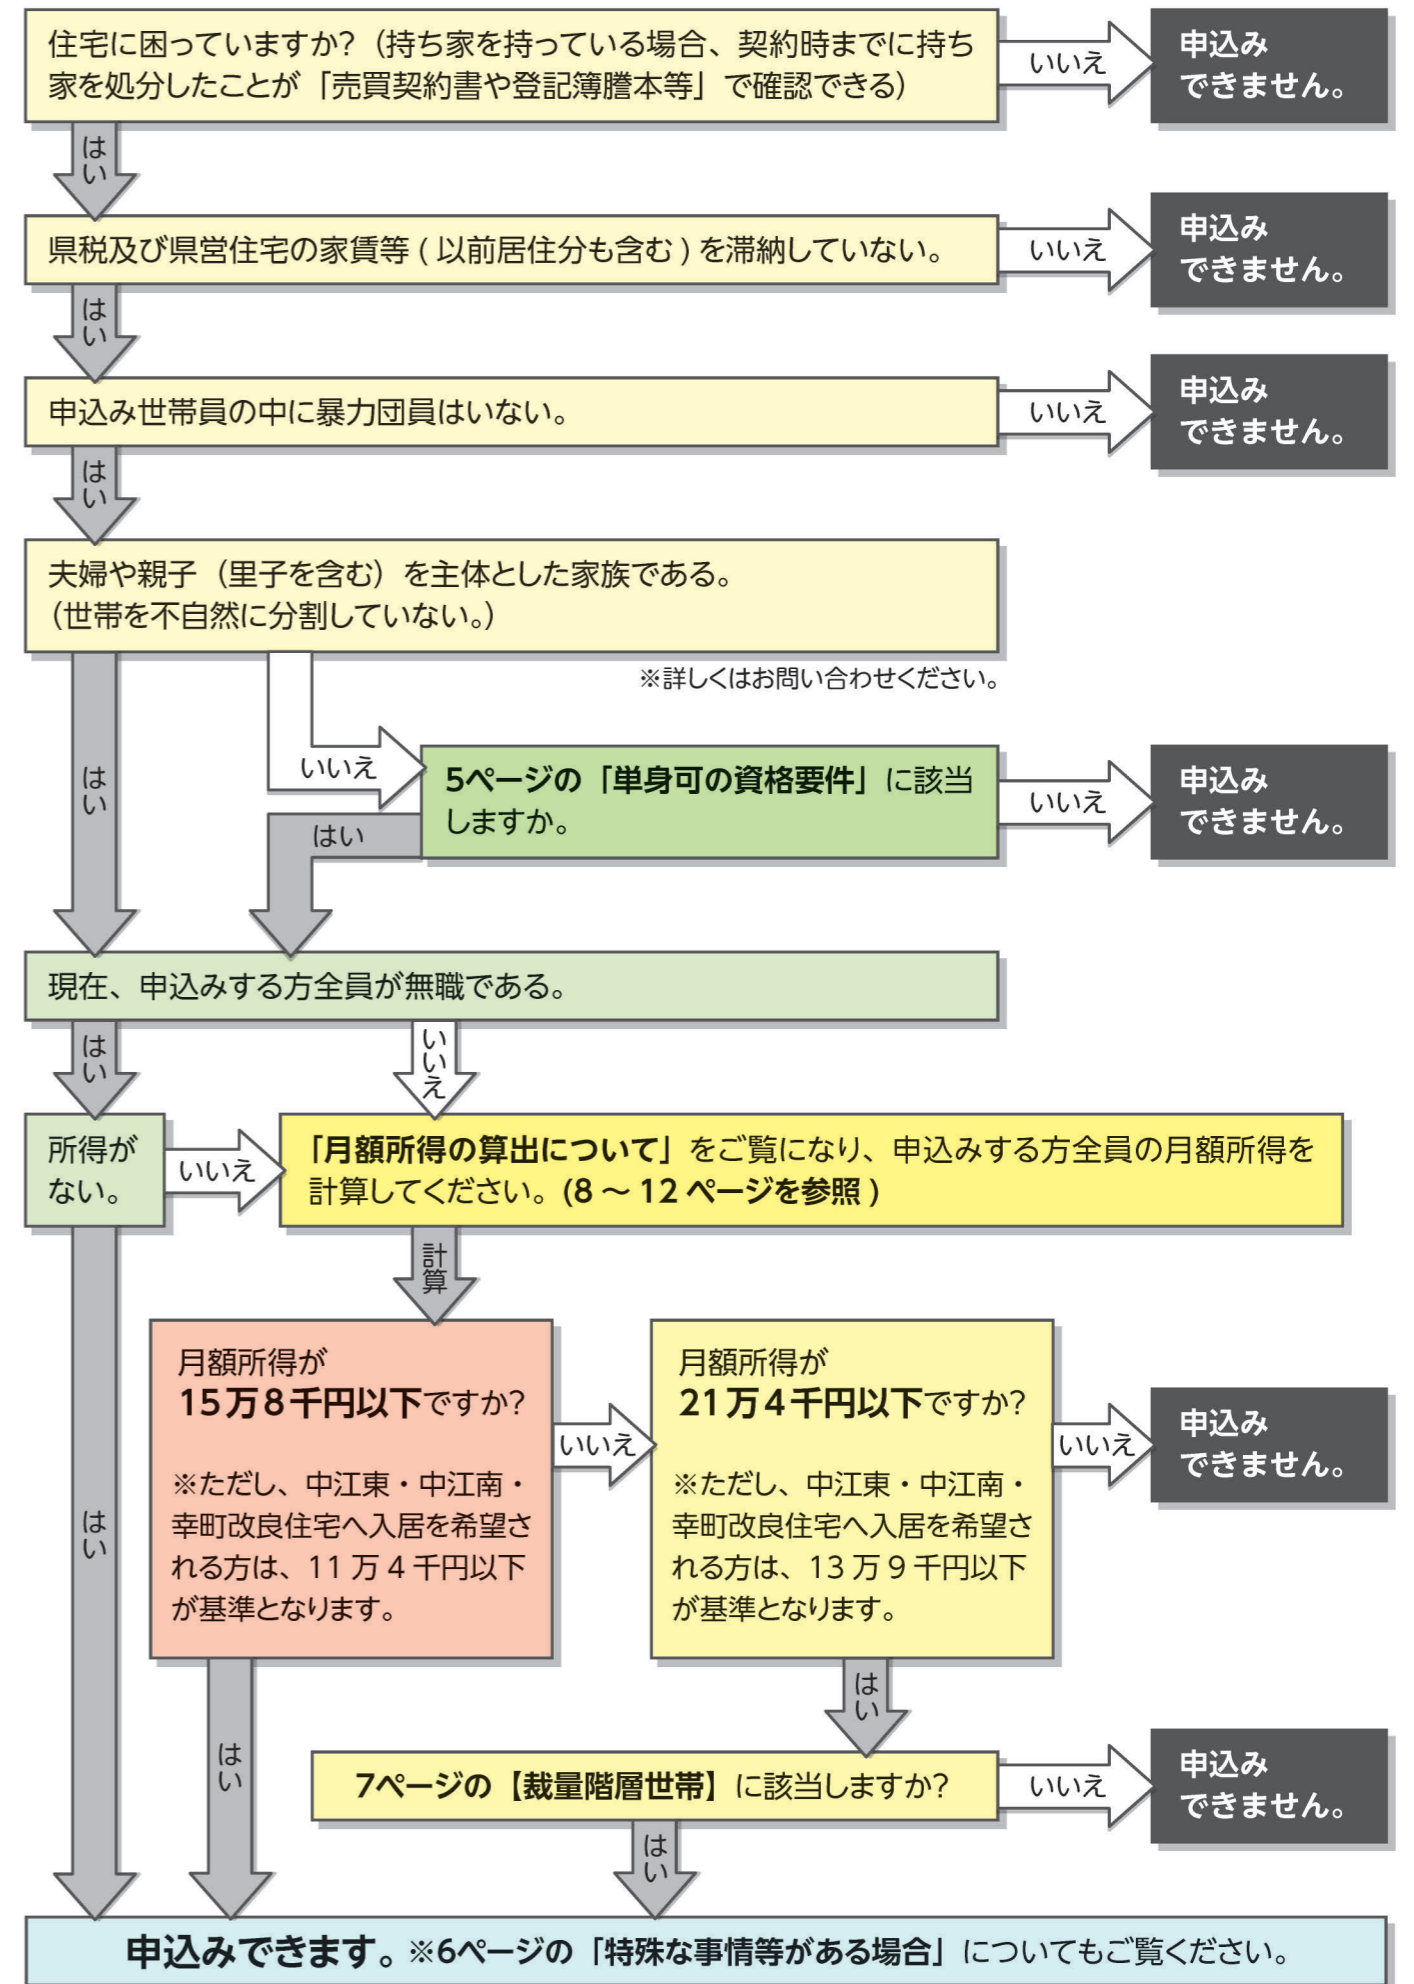 住宅に困っていますか?（持ち家を持っている場合、契約時までに持ち
家を処分したことが「売買契約書や登記簿謄本等」で確認できる）
いいえ
申込み
できません。
はい
県税及び県営住宅の家賃等(以前居住分も含む)を滞納していない。
いいえ
申込み
できません。
はい
申込み世帯員の中に暴力団員はいない。
いいえ
申込み
できません。
はい
夫婦や親子（里子を含む）を主体とした家族である。
（世帯を不自然に分割していない。）
※詳しくはお問い合わせください。
はい
いいえ
5ページの「単身可の資格要件」に該当
しますか。
いいえ
申込み
できません。
はい
現在、申込みする方全員が無職である。
はい
いいえ
所得が
ない。
いいえ
「月額所得の算出について」をご覧になり、申込みする方全員の月額所得を
計算してください。(8～12ページを参照)
計算
月額所得が
15万8千円以下ですか?
※ただし、中江東・中江南・
幸町改良住宅へ入居を希望さ
れる方は、11万4千円以下
が基準となります。
いいえ
月額所得が
21万4千円以下ですか?
※ただし、中江東・中江南・
幸町改良住宅へ入居を希望さ
れる方は、13万9千円以下
が基準となります。
いいえ
申込み
できません。
はい
はい
はい
7ページの【裁量階層世帯】に該当しますか?
いいえ
申込み
できません。
はい
申込みできます。※6ページの「特殊な事情等がある場合」についてもご覧ください。